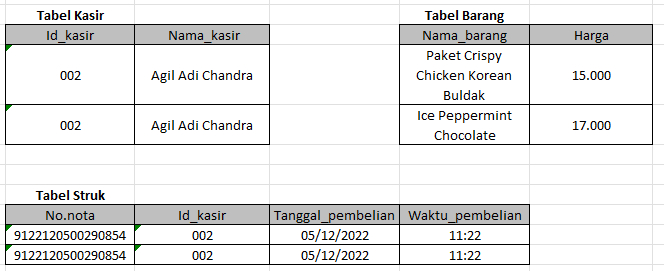 Tabel Kasir
Id_kasir Nama_kasir
002 Agil Adi Chandra
002 Agil Adi Chandra
Tabel Barang
Nama_barang Harga
Paket Crispy
Chicken Korean
Buldak
15.000
Ice Peppermint
Chocolate
17.000
Tabel Struk
No.nota Id_kasir Tanggal_pembelian Waktu_pembelian
9122120500290854 002 05/12/2022 11:22
9122120500290854 002 05/12/2022 11:22